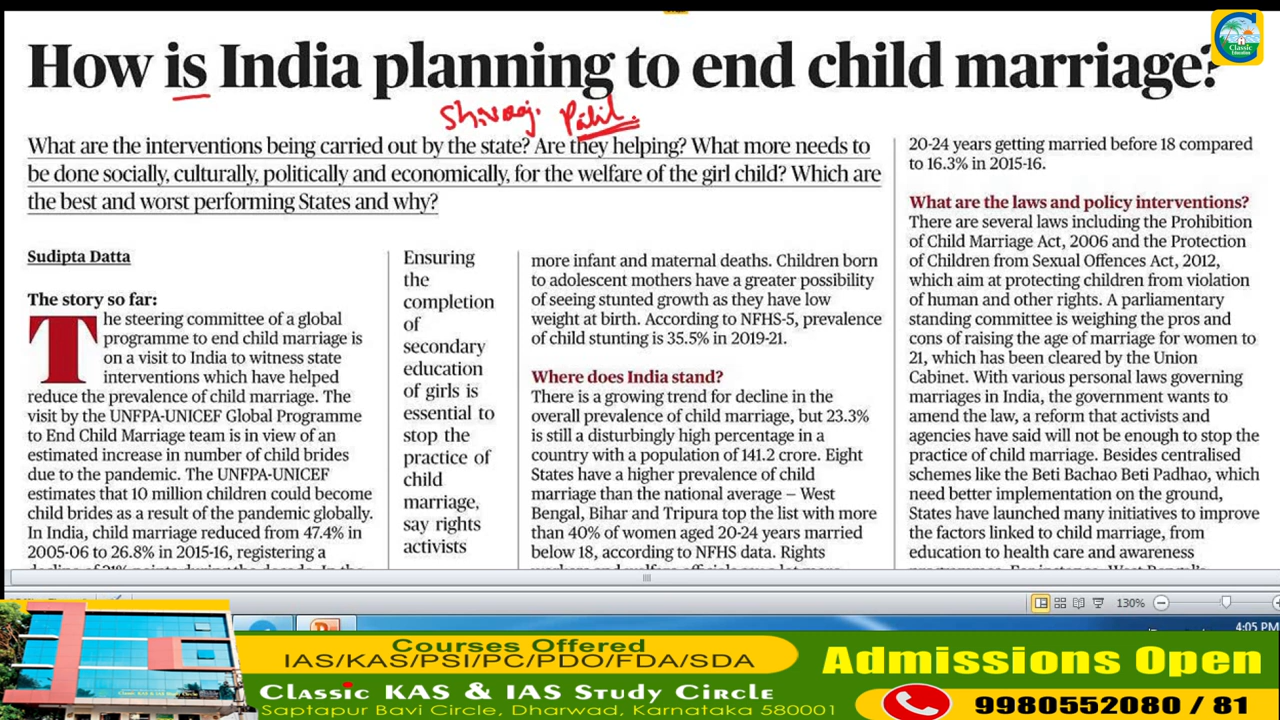 How is India planning to end child marriage?
Shivaraj. Patil.
What are the interventions being carried out by the state? Are they helping? What more needs to
be done socially, culturally, politically and economically, for the welfare of the girl child? Which are
the best and worst performing States and why?
Sudipta Datta
The story so far:
The steering committee of a global
programme to end child marriage is
on a visit to India to witness state
interventions which have helped
reduce the prevalence of child marriage. The
visit by the UNFPA-UNICEF Global Programme
to End Child Marriage team is in view of an
estimated increase in number of child brides
due to the pandemic. The UNFPA-UNICEF
estimates that 10 million children could become
child brides as a result of the pandemic globally.
In India, child marriage reduced from 47.4% in
2005-06 to 26.8% in 2015-16, registering a
Ensuring
the
completion
of
secondary
education
of girls is
essential to
stop the
practice of
child
marriage,
say rights
activists
more infant and maternal deaths. Children born
to adolescent mothers have a greater possibility
of seeing stunted growth as they have low
weight at birth. According to NFHS-5, prevalence
of child stunting is 35.5% in 2019-21.
Where does India stand?
There is a growing trend for decline in the
overall prevalence of child marriage, but 23.3%
is still a disturbingly high percentage in a
country with a population of 141.2 crore. Eight
States have a higher prevalence of child
marriage than the national average — West
Bengal, Bihar and Tripura top the list with more
than 40% of women aged 20-24 years married
below 18, according to NFHS data. Rights
20-24 years getting married before 18 compared
to 16.3% in 2015-16.
What are the laws and policy interventions?
There are several laws including the Prohibition
of Child Marriage Act, 2006 and the Protection
of Children from Sexual Offences Act, 2012,
which aim at protecting children from violation
of human and other rights. A parliamentary
standing committee is weighing the pros and
cons of raising the age of marriage for women to
21, which has been cleared by the Union
Cabinet. With various personal laws governing
marriages in India, the government wants to
amend the law, a reform that activists and
agencies have said will not be enough to stop the
practice of child marriage. Besides centralised
schemes like the Beti Bachao Beti Padhao, which
need better implementation on the ground,
States have launched many initiatives to improve
the factors linked to child marriage, from
education to health care and awareness
Classic
Education
130%
4:05 PM
Courses Offered
IAS/KAS/PSI/PC/PDO/FDA/SDA
Classic KAS & IAS Study Circle
Saptapur Bavi Circle, Dharwad, Karnataka 580001
Admissions Open
9980552080 / 81